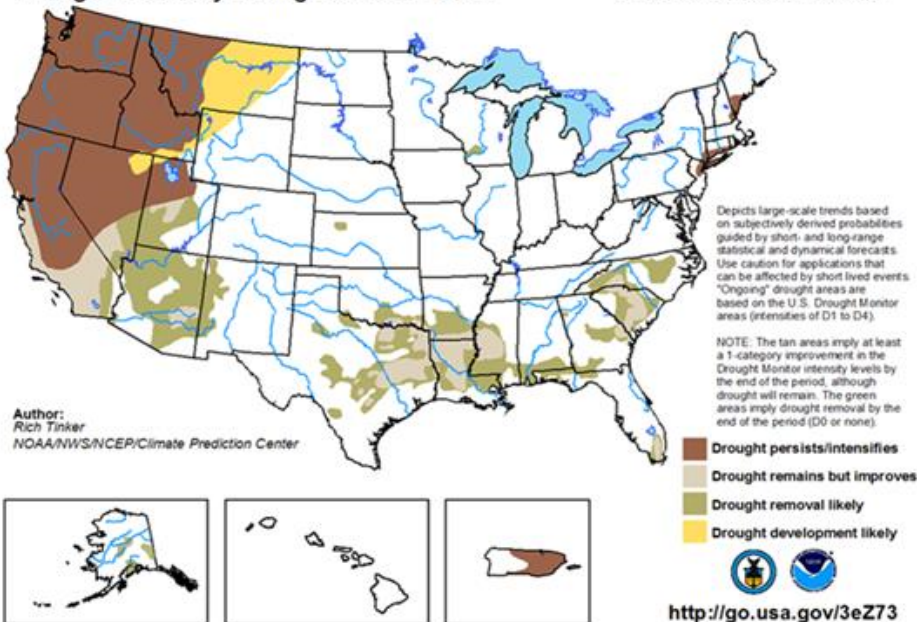 Depicts large-scale trends based
on subjectively derived probabilities
guided by short- and long-range
statistical and dynamical forecasts.
Use caution for applications that
can be affected by short lived events.
"Ongoing" drought areas are
based on the U.S. Drought Monitor
areas (intensities of D1 to D4).
NOTE: The tan areas imply at least
a 1-category improvement in the
Drought Monitor intensity levels by
the end of the period, although
drought will remain. The green
areas imply drought removal by the
end of the period (D0 or none).
Author:
Rich Tinker
NOAA/NWS/NCEP/Climate Prediction Center
Drought persists/intensifies
Drought remains but improves
Drought removal likely
Drought development likely
http://go.usa.gov/3eZ73